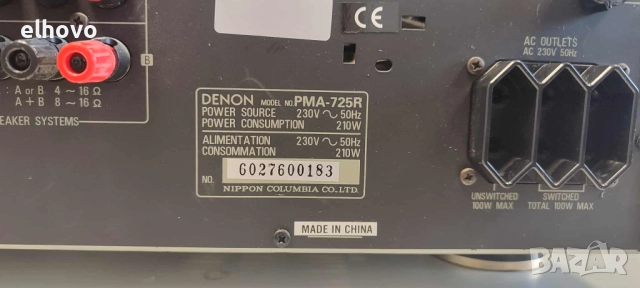 elhovo
CE
B
: A or B 4 ~ 16 Ω
A + B 8 ~ 16 Ω
EAKER SYSTEMS
DENON MODEL NO. PMA-725R
POWER SOURCE 230V ~ 50Hz
POWER CONSUMPTION 210W
ALIMENTATION 230V ~ 50Hz
CONSOMMATION 210W
NO. 6027600183
NIPPON COLUMBIA CO.,LTD.
MADE IN CHINA
AC OUTLETS
AC 230V 50Hz
UNSWITCHED
100W MAX
SWITCHED
TOTAL 100W MAX
BAZAR
bg